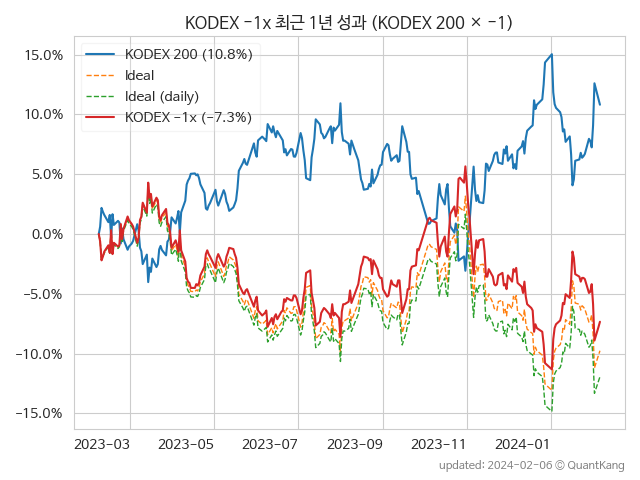 KODEX −1x 최근 1년 성과 (KODEX 200 × −1)
15.0%
10.0%
5.0%
0.0%
−5.0%
−10.0%
−15.0%
KODEX 200 (10.8%)
Ideal
Ideal (daily)
KODEX −1x (−7.3%)
2023−03 2023−05 2023−07 2023−09 2023−11 2024−01
updated: 2024−02−06 © QuantKang